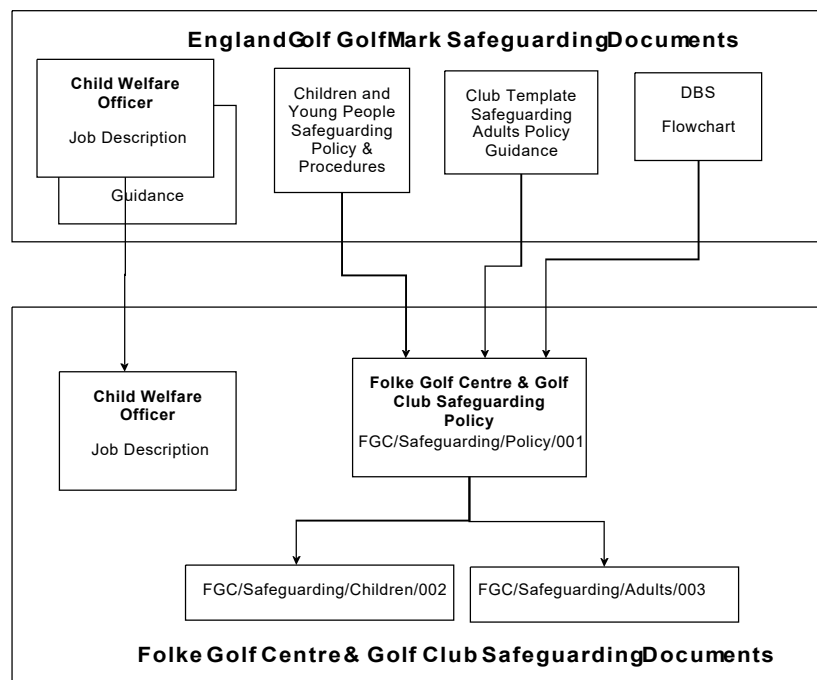 England Golf GolfMark Safeguarding Documents
Child Welfare
Officer
Job Description
Guidance
Children and
Young People
Safeguarding
Policy &
Procedures
Club Template
Safeguarding
Adults Policy
Guidance
DBS
Flowchart
Child Welfare
Officer
Job Description
Folke Golf Centre & Golf
Club Safeguarding
Policy
FGC/Safeguarding/Policy/001
FGC/Safeguarding/Children/002
FGC/Safeguarding/Adults/003
Folke Golf Centre & Golf Club Safeguarding Documents